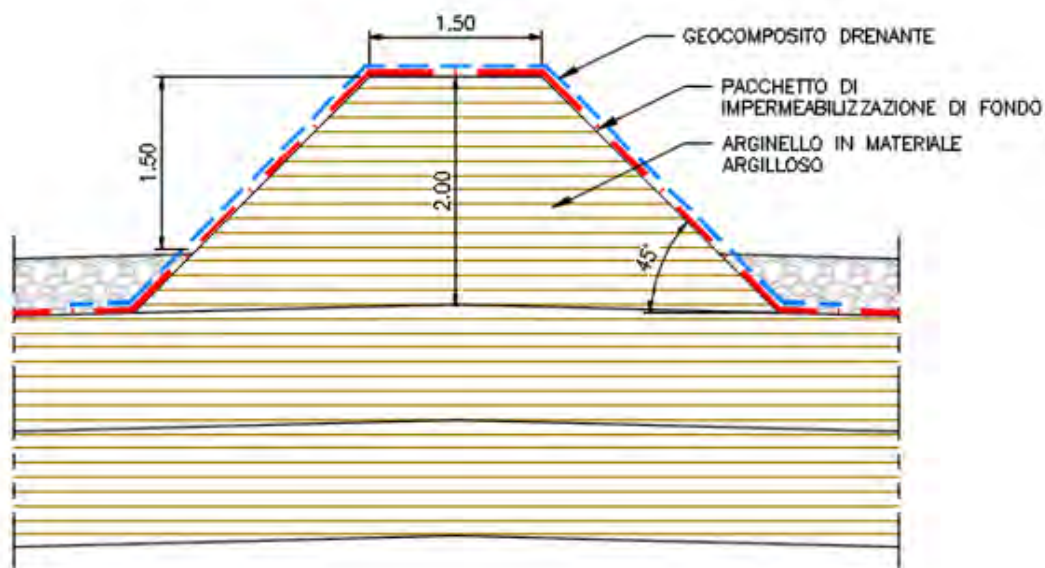 1.50
GEOCOMPOSITO DRENANTE
PACCHETTO DI
IMPERMEABILIZZAZIONE DI FONDO
ARGINELLO IN MATERIALE
ARGILLOSO
1.50
2.00
45°